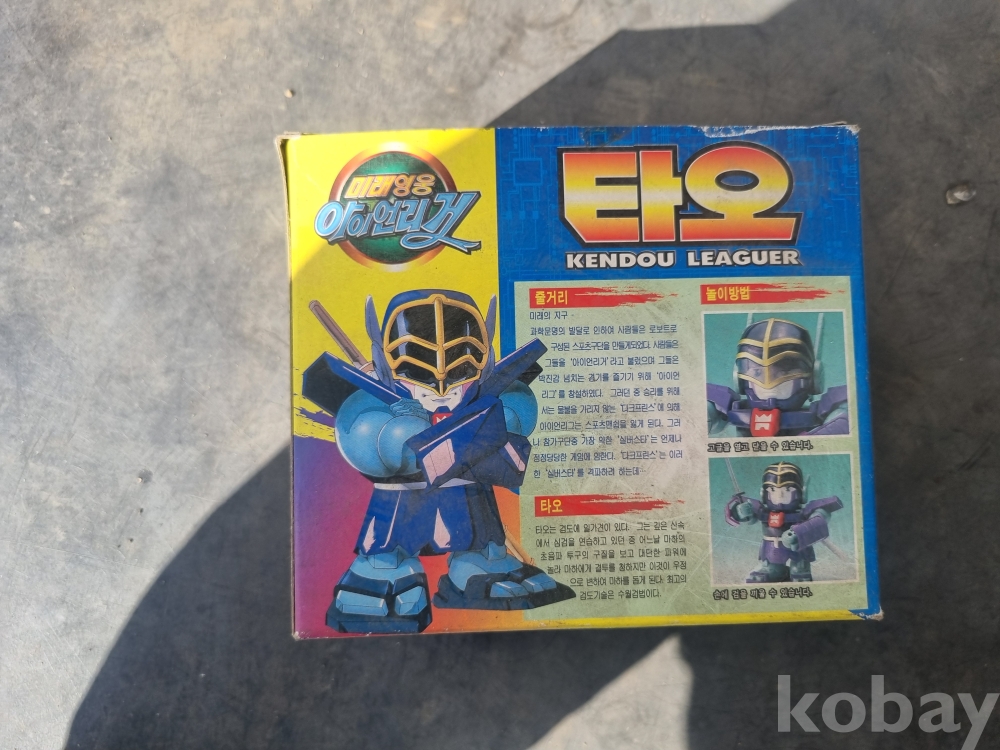 미래영웅
아이언리거
타오
KENDOU LEAGUER
줄거리
미래의 지구 -
과학문명의 발달로 인하여 사람들은 로보트로
구성된 스포츠구단을 만들게되었다. 사람들은
그들을 '아이언리거' 라고 불렀으며 그들은
박진감 넘치는 경기를 즐기기 위해 '아이언
리그'를 창설하였다. 그러던 중 승리를 위해
서는 물불을 가리지 않는 '다크프린스'에 의해
아이언리그는 스포츠맨쉽을 잃게 된다. 그러
나 참가구단중 가장 약한 '실버스타'는 언제나
정정당당한 게임에 임한다. '다크프린스'는 이러
한 '실버스타'를 격파하려 하는데…
타오
타오는 검도에 일가견이 있다. 그는 깊은 산속
에서 심검을 연습하고 있던 중 어느날 마하의
초음파 투구의 구질을 보고 대단한 파워에
놀라 마하에게 결투를 청하지만 이것이 우정
으로 변하여 마하를 돕게 된다. 최고의
검도기술은 수월검법이다.
놀이방법
고글을 열고 닫을 수 있습니다.
손에 검을 끼울 수 있습니다.
kobay